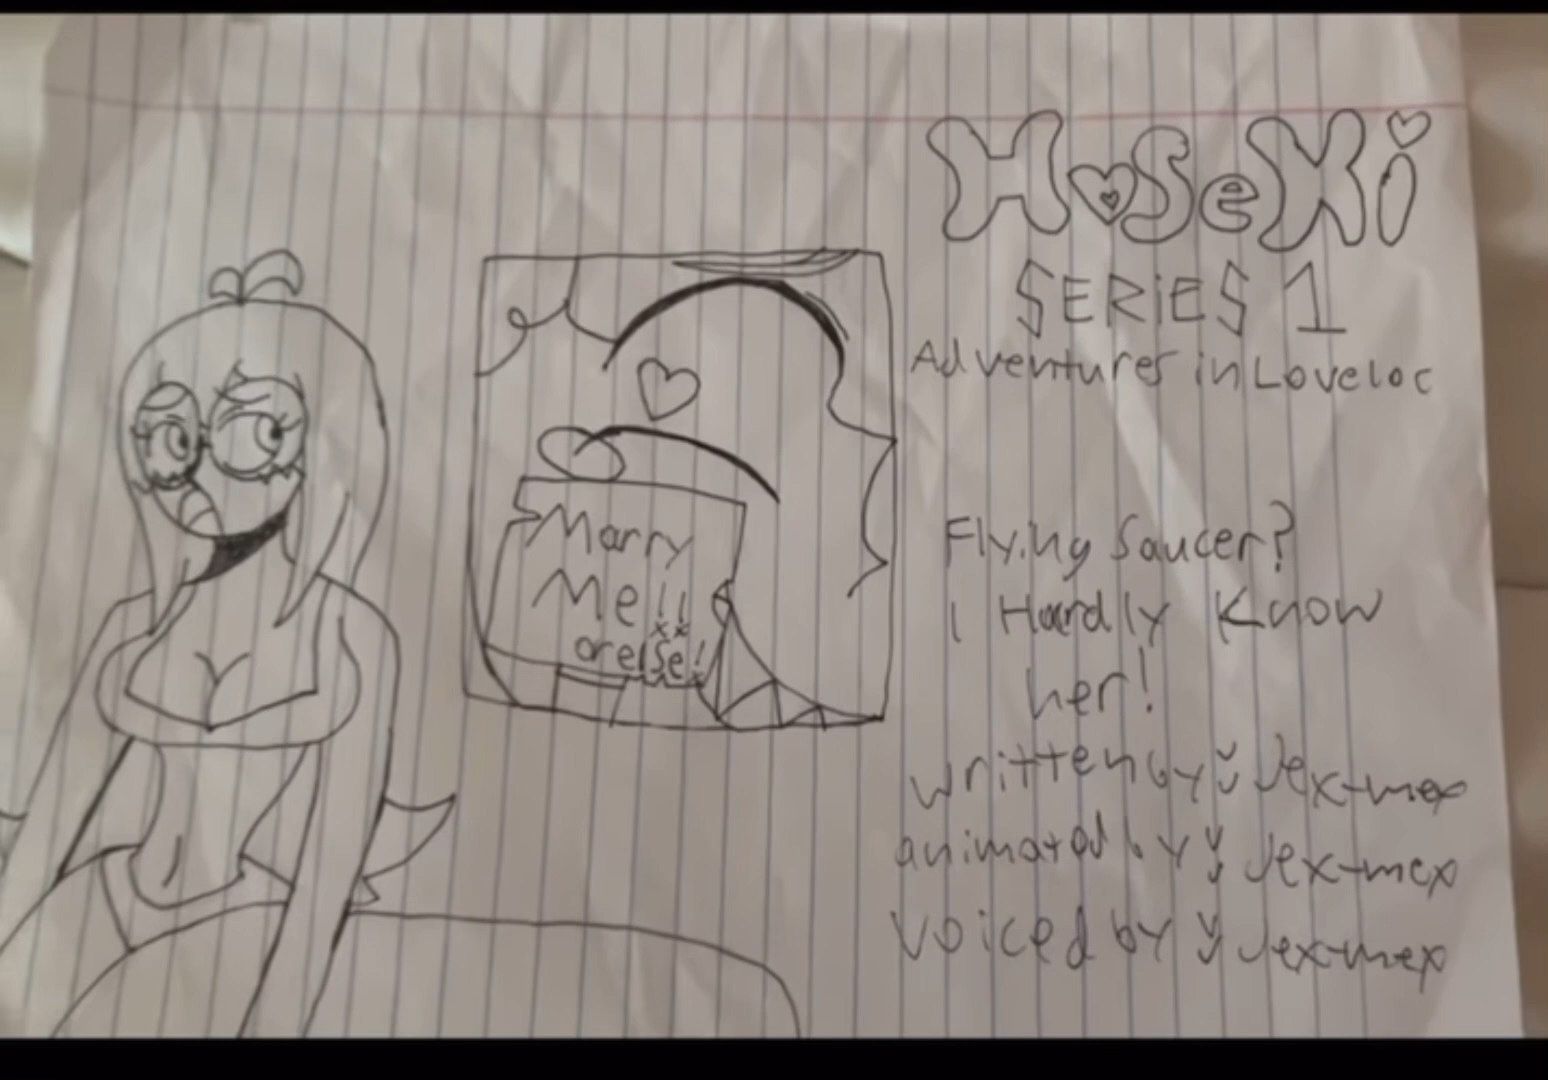 Marry
Me!!
or else!
HoSeXi
SERiES 1
Adventures in Loveloc
Flying Saucer?
I Hardly Know
her!
written by: Jex-mex
animated by: Jex-mex
Voiced by: Jex-mex